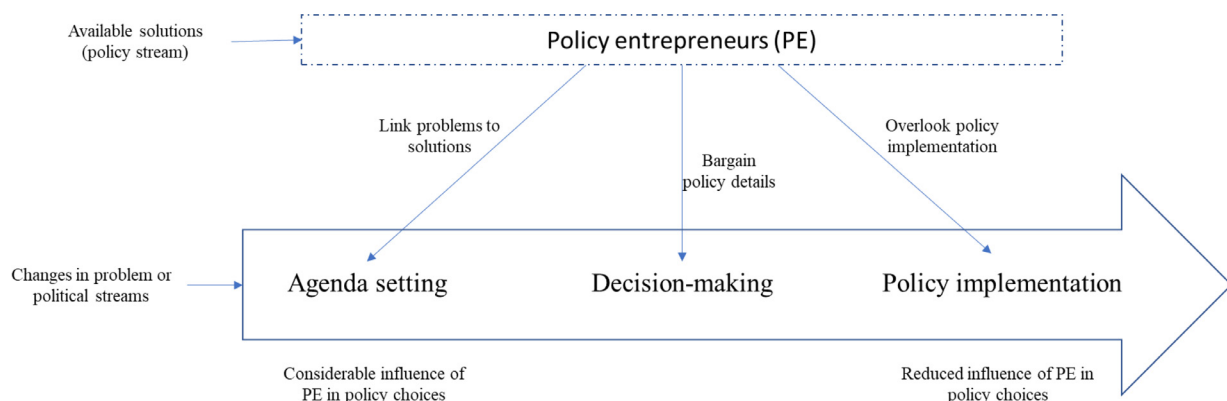 Available solutions
(policy stream)
Policy entrepreneurs (PE)
Link problems to
solutions
Bargain
policy details
Overlook policy
implementation
Changes in problem or
political streams
Agenda setting
Decision-making
Policy implementation
Considerable influence of
PE in policy choices
Reduced influence of PE in
policy choices